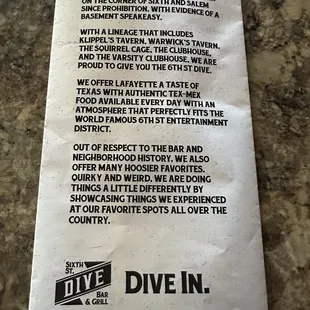 ON THE CORNER OF SIXTH AND SALEM
SINCE PROHIBITION, WITH EVIDENCE OF A
BASEMENT SPEAKEASY.
WITH A LINEAGE THAT INCLUDES
KLIPPEL'S TAVERN, WARWICK'S TAVERN,
THE SQUIRREL CAGE, THE CLUBHOUSE,
AND THE VARSITY CLUBHOUSE, WE ARE
PROUD TO GIVE YOU THE 6TH ST DIVE.
WE OFFER LAFAYETTE A TASTE OF
TEXAS WITH AUTHENTIC TEX-MEX
FOOD AVAILABLE EVERY DAY WITH AN
ATMOSPHERE THAT PERFECTLY FITS THE
WORLD FAMOUS 6TH ST ENTERTAINMENT
DISTRICT.
OUT OF RESPECT TO THE BAR AND
NEIGHBORHOOD HISTORY, WE ALSO
OFFER MANY HOOSIER FAVORITES.
QUIRKY AND WEIRD, WE ARE DOING
THINGS A LITTLE DIFFERENTLY BY
SHOWCASING THINGS WE EXPERIENCED
AT OUR FAVORITE SPOTS ALL OVER THE
COUNTRY.
SIXTH
ST.
DIVE
BAR
& GRILL
DIVE IN.